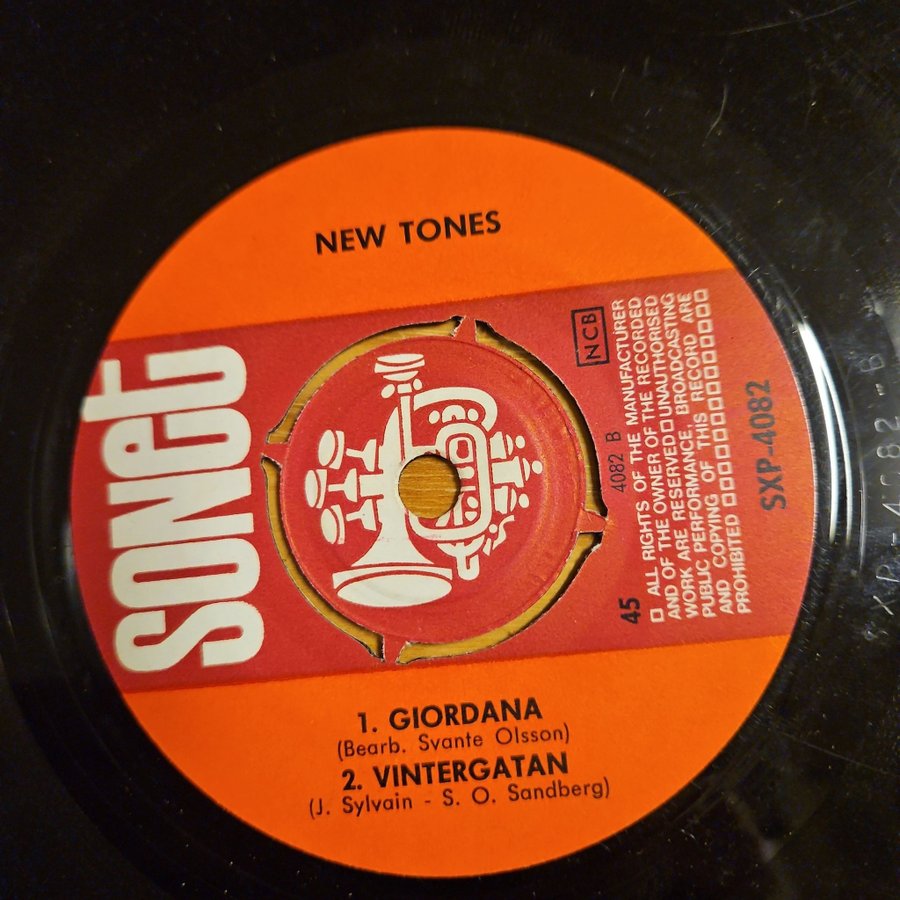 NEW TONES
SONET
NCB
4082 B
45
□ ALL RIGHTS OF THE MANUFACTURER
AND OF THE OWNER OF THE RECORDED
WORK ARE RESERVED □ UNAUTHORISED
PUBLIC PERFORMANCE, BROADCASTING
AND COPYING OF THIS RECORD ARE
PROHIBITED □□□□□□□□□□□□
SXP-4082
1. GIORDANA
(Bearb. Svante Olsson)
2. VINTERGATAN
(J. Sylvain - S. O. Sandberg)